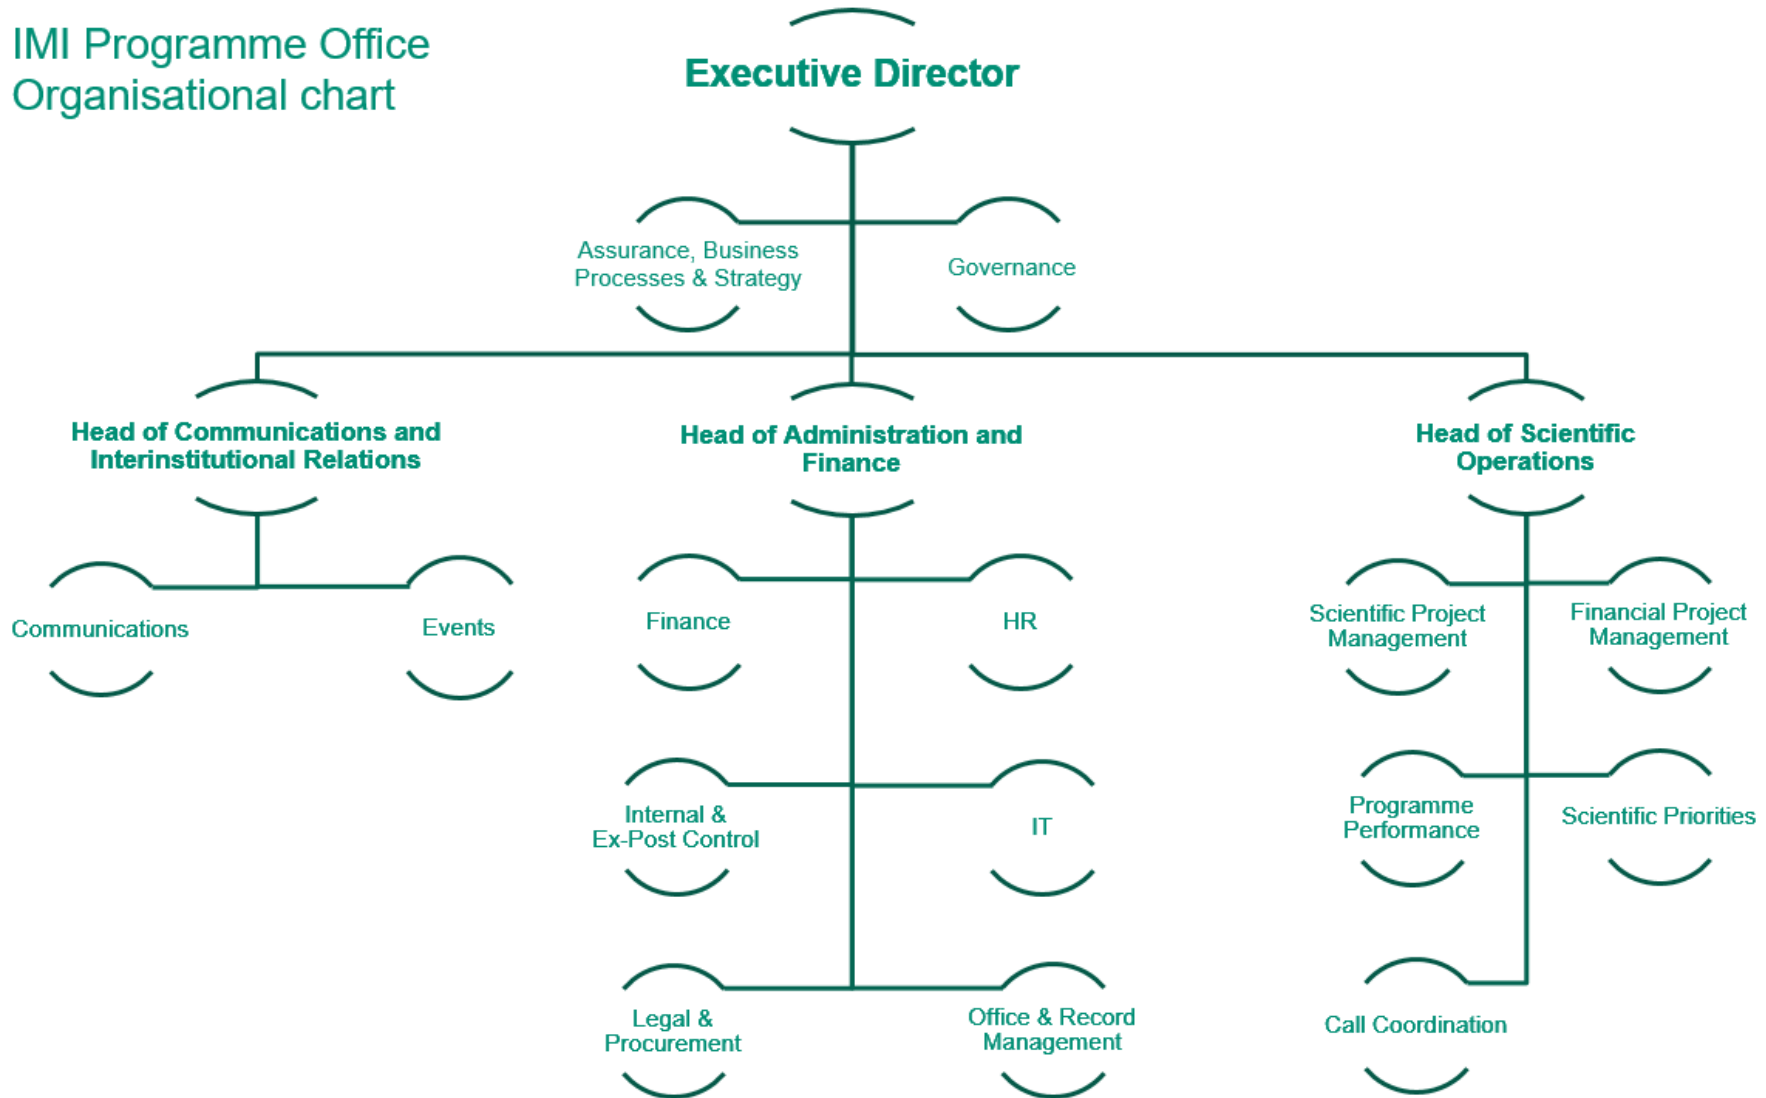 IMI Programme Office
Organisational chart
Executive Director
Assurance, Business
Processes & Strategy
Governance
Head of Communications and
Interinstitutional Relations
Head of Administration and
Finance
Head of Scientific
Operations
Communications
Events
Finance
HR
Scientific Project
Management
Financial Project
Management
Internal &
Ex-Post Control
IT
Programme
Performance
Scientific Priorities
Legal &
Procurement
Office & Record
Management
Call Coordination